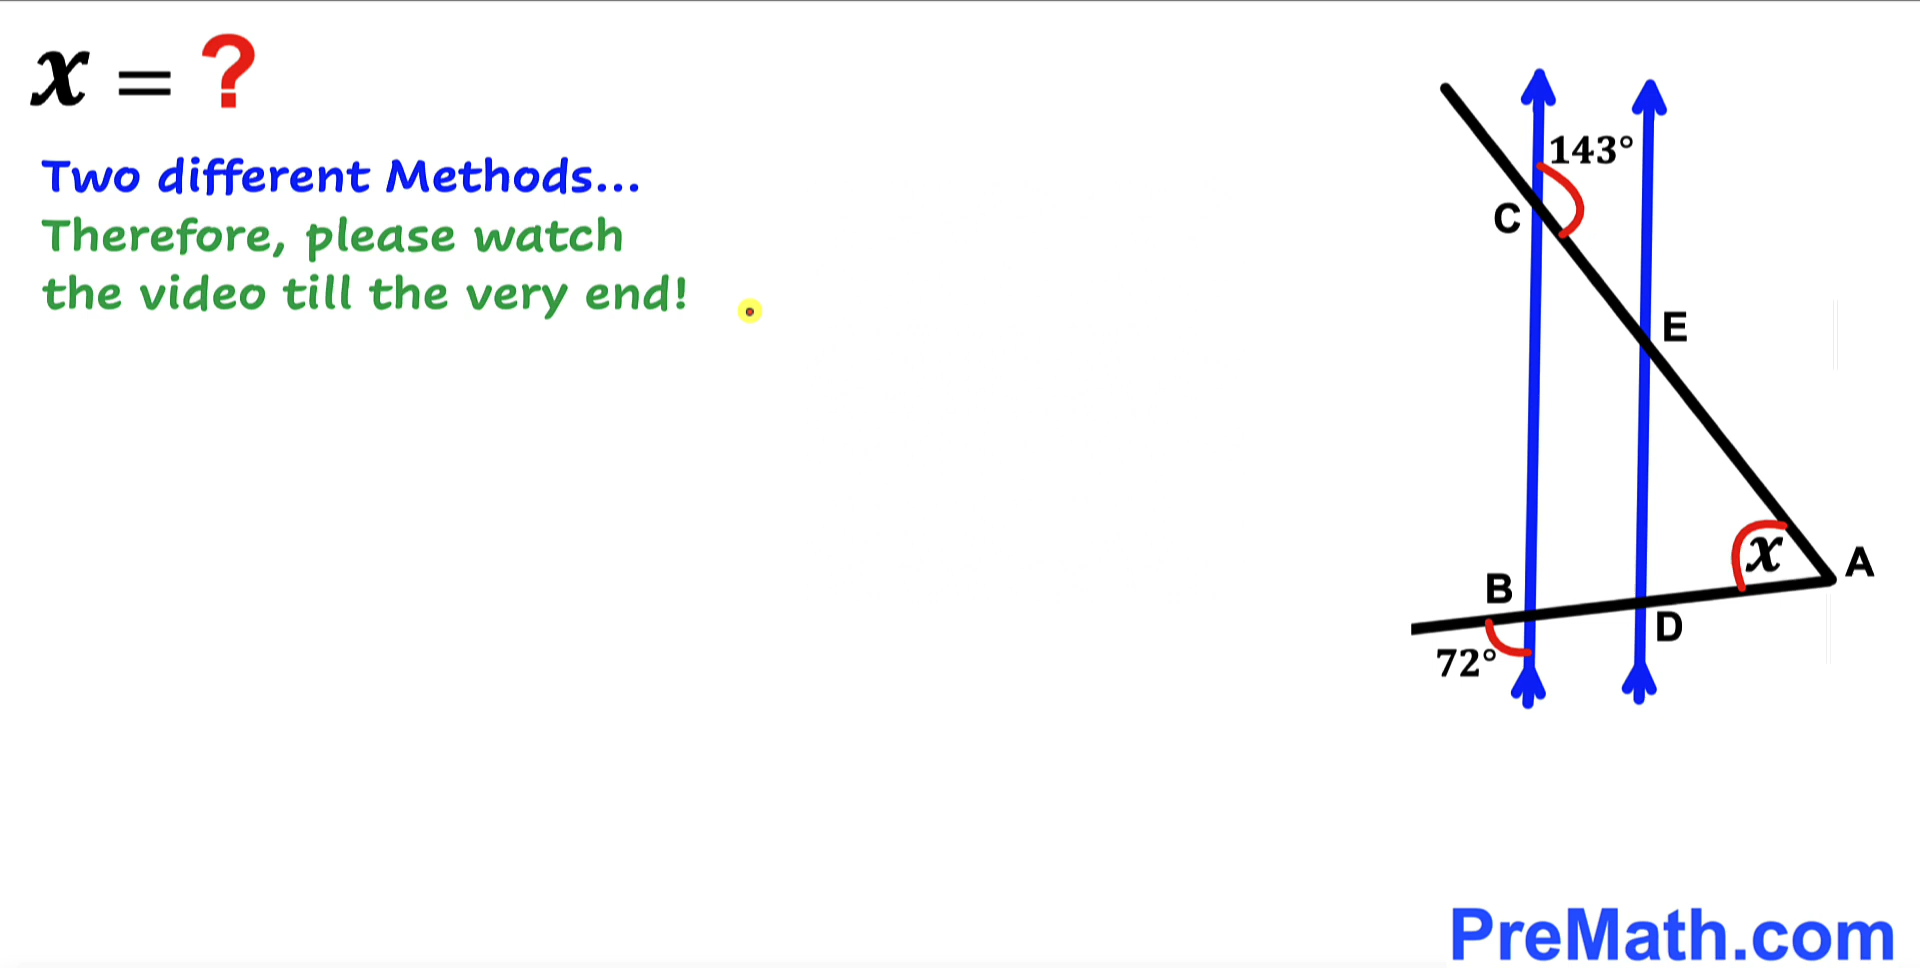 x = ?
Two different Methods...
Therefore, please watch
the video till the very end!
143°
C
E
x
A
B
D
72°
PreMath.com